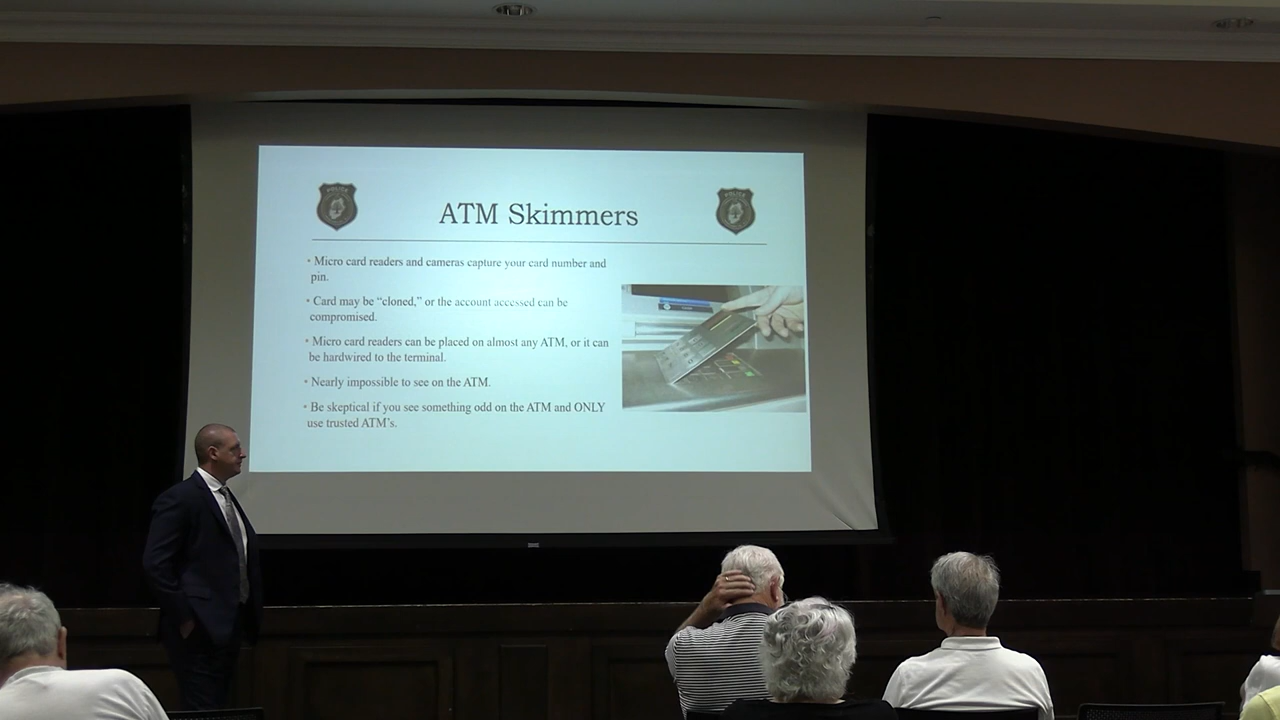 POLICE
POLICE
ATM Skimmers
• Micro card readers and cameras capture your card number and
pin.
• Card may be “cloned,” or the account accessed can be
compromised.
• Micro card readers can be placed on almost any ATM, or it can
be hardwired to the terminal.
• Nearly impossible to see on the ATM.
• Be skeptical if you see something odd on the ATM and ONLY
use trusted ATM’s.